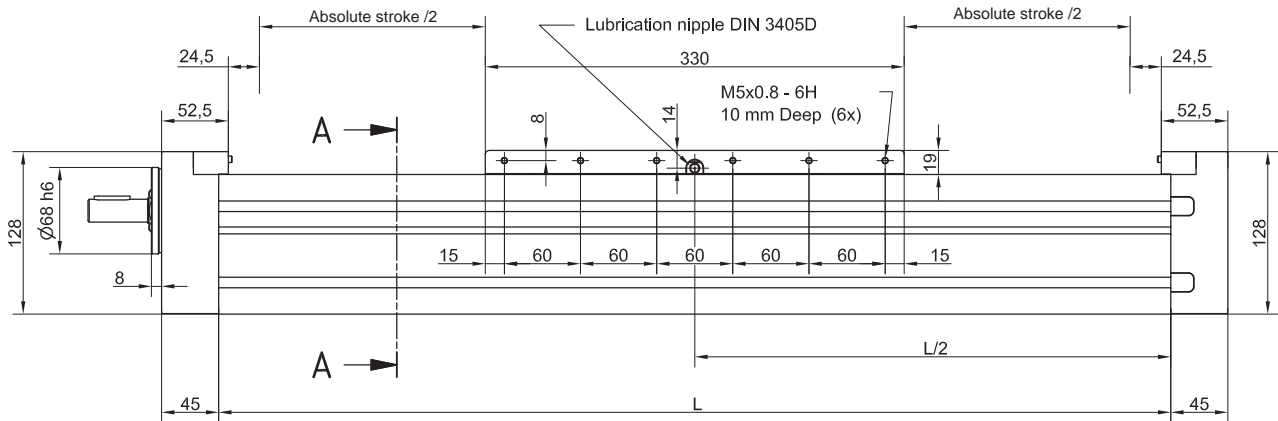 Absolute stroke /2
Lubrication nipple DIN 3405D
Absolute stroke /2
24,5
330
24,5
M5x0.8 - 6H
10 mm Deep (6x)
52,5
A
8
14
52,5
19
128
Ø68 h6
8
15
60
60
60
60
60
15
128
A
L/2
45
L
45